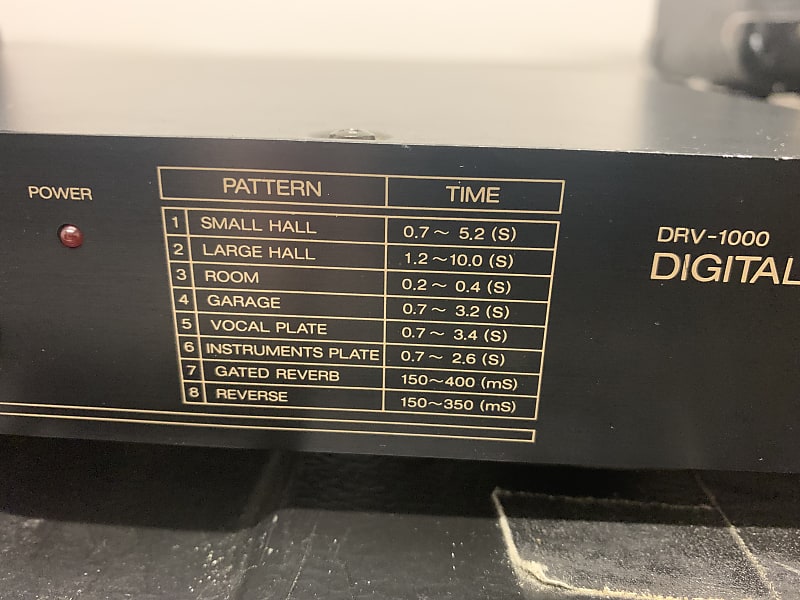 POWER
PATTERN TIME
1 SMALL HALL 0.7～ 5.2 (S)
2 LARGE HALL 1.2～10.0 (S)
3 ROOM 0.2～ 0.4 (S)
4 GARAGE 0.7～ 3.2 (S)
5 VOCAL PLATE 0.7～ 3.4 (S)
6 INSTRUMENTS PLATE 0.7～ 2.6 (S)
7 GATED REVERB 150～400 (mS)
8 REVERSE 150～350 (mS)
DRV-1000
DIGITAL